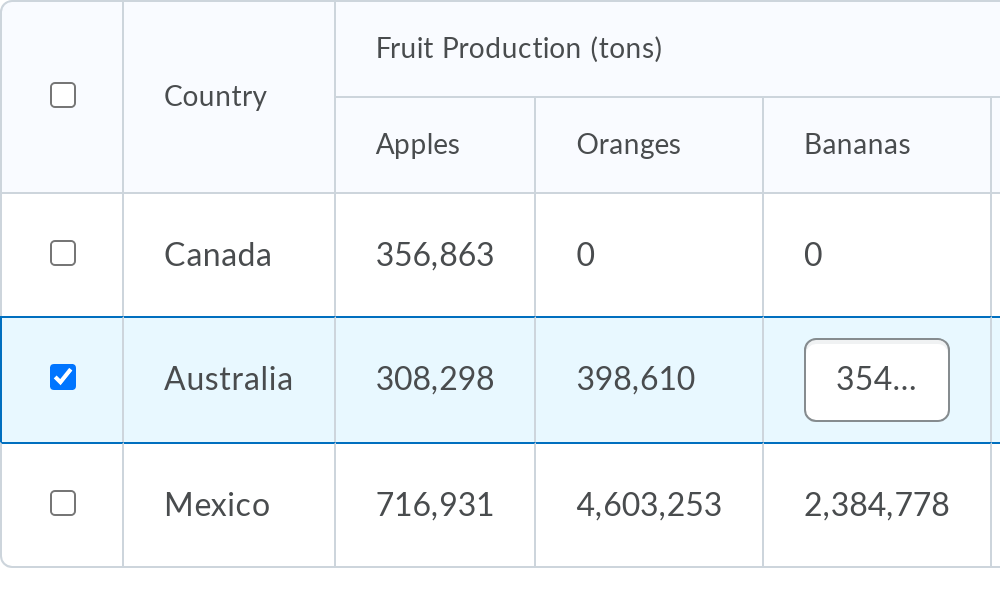 Country Fruit Production (tons)
Apples Oranges Bananas
Canada 356,863 0 0
Australia 308,298 398,610 354...
Mexico 716,931 4,603,253 2,384,778